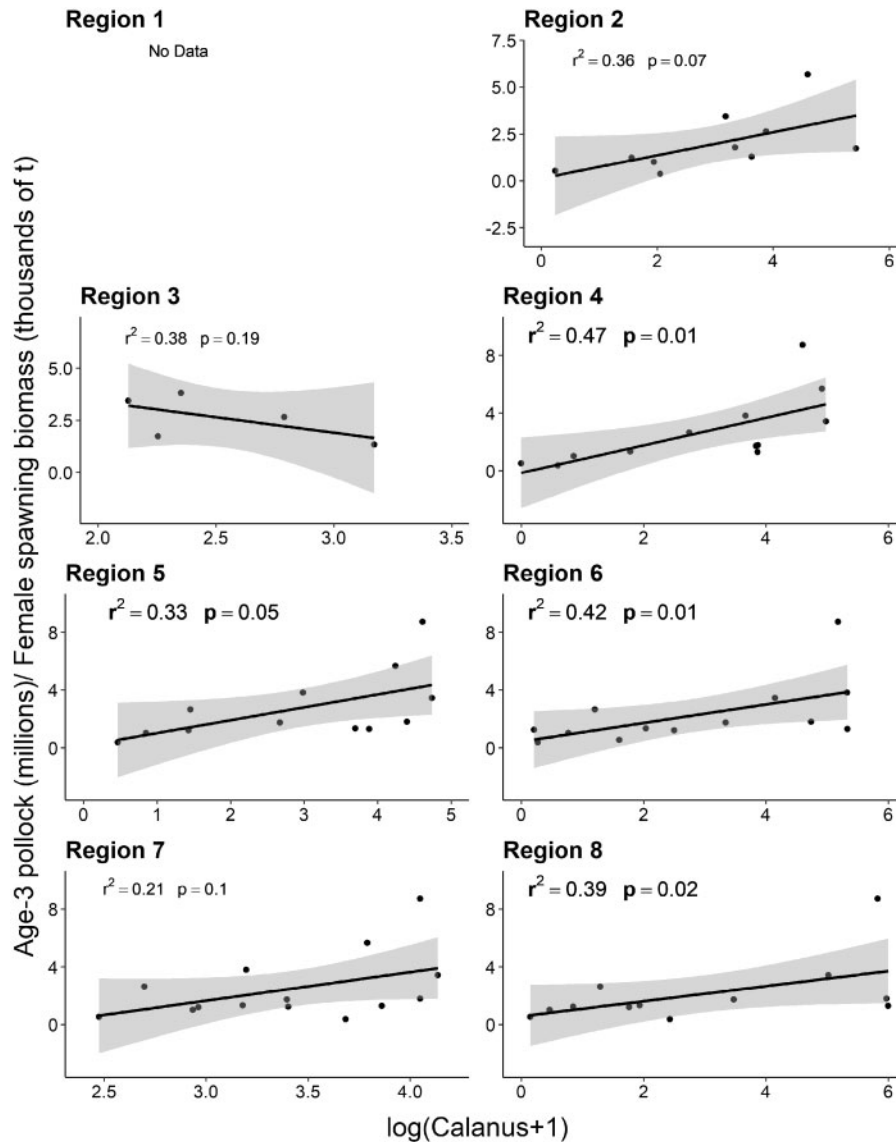 Region 1
No Data
Region 2
r² = 0.36 p = 0.07
7.5
5.0
2.5
0.0
-2.5
0 2 4 6
Region 3
r² = 0.38 p = 0.19
5.0
2.5
0.0
2.0 2.5 3.0 3.5
Region 4
r² = 0.47 p = 0.01
8
4
0
0 2 4 6
Region 5
r² = 0.33 p = 0.05
8
4
0
0 1 2 3 4 5
Region 6
r² = 0.42 p = 0.01
8
4
0
0 2 4 6
Region 7
r² = 0.21 p = 0.1
8
4
0
2.5 3.0 3.5 4.0
Region 8
r² = 0.39 p = 0.02
8
4
0
0 2 4 6
Age-3 pollock (millions)/ Female spawning biomass (thousands of t)
log(Calanus+1)